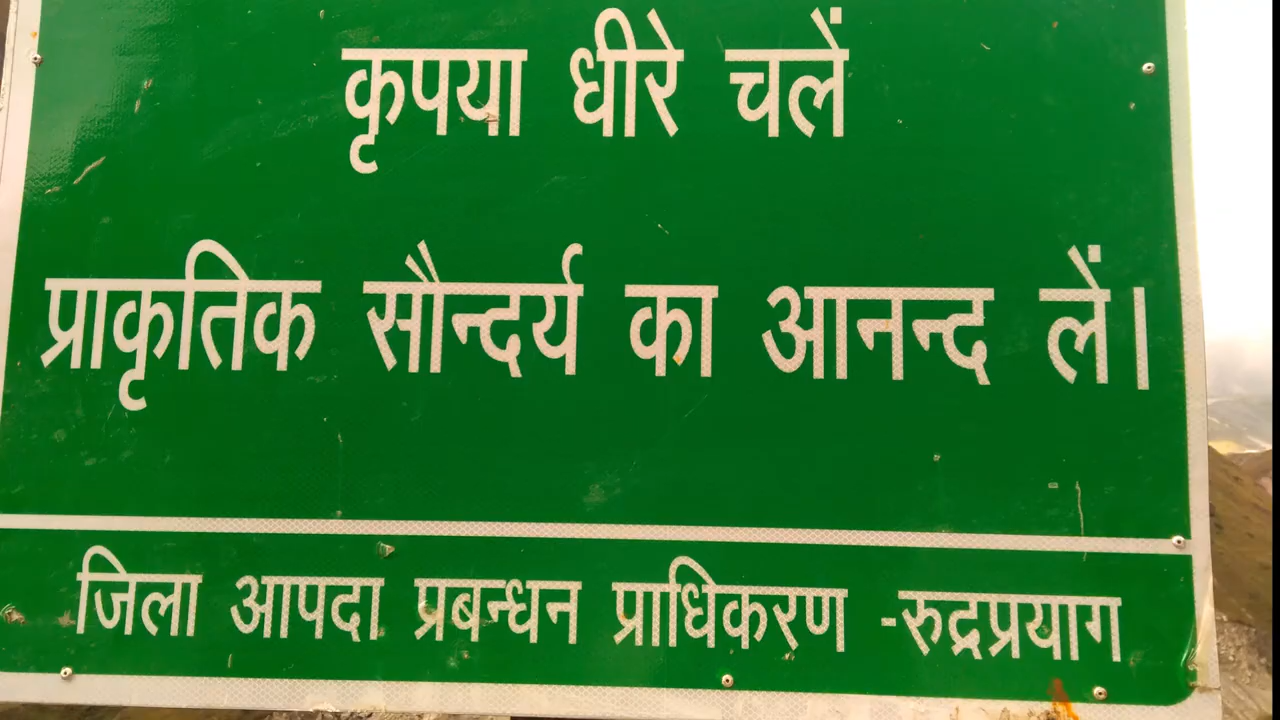 कृपया धीरे चलें
प्राकृतिक सौन्दर्य का आनन्द लें।
जिला आपदा प्रबन्धन प्राधिकरण -रुद्रप्रयाग